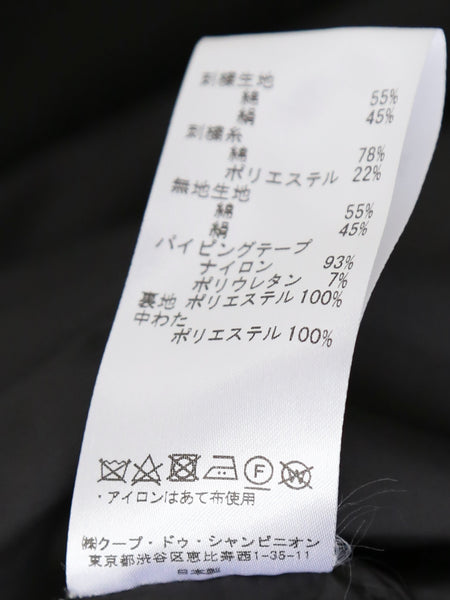 刺繍生地
綿 55%
絹 45%
刺繍糸
綿 78%
ポリエステル 22%
無地生地
綿 55%
絹 45%
パイピングテープ
ナイロン 93%
ポリウレタン 7%
裏地 ポリエステル 100%
中わた
ポリエステル 100%
F W
・アイロンはあて布使用
㈱クープ・ドゥ・シャンピニオン
東京都渋谷区恵比寿西1-35-11
日本製